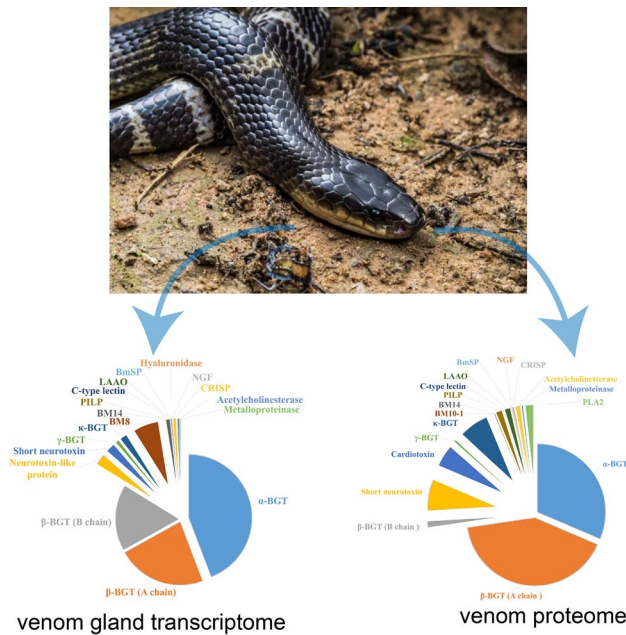 Hyaluronidase
BmSP
NGF
LAAO
CRISP
C-type lectin
Acetylcholinesterase
PILP
Metalloproteinase
BM14
BM8
κ-BGT
γ-BGT
Short neurotoxin
Neurotoxin-like
protein
α-BGT
β-BGT (B chain)
β-BGT (A chain)
venom gland transcriptome
NGF
BmSP
CRISP
LAAO
Acetylcholinesterase
C-type lectin
Metalloproteinase
PILP
BM14
PLA2
BM10-1
κ-BGT
γ-BGT
Cardiotoxin
α-BGT
Short neurotoxin
β-BGT (B chain )
β-BGT (A chain )
venom proteome